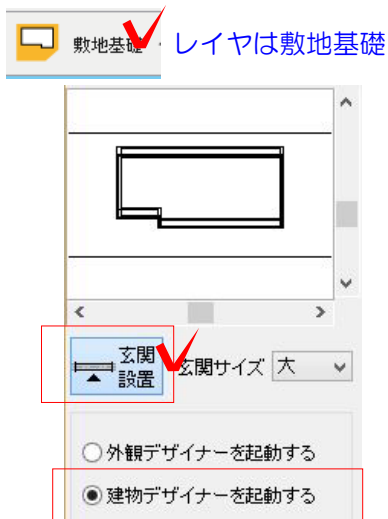 敷地基礎 レイヤは敷地基礎
玄関
設置
玄関サイズ 大
外観デザイナーを起動する
建物デザイナーを起動する